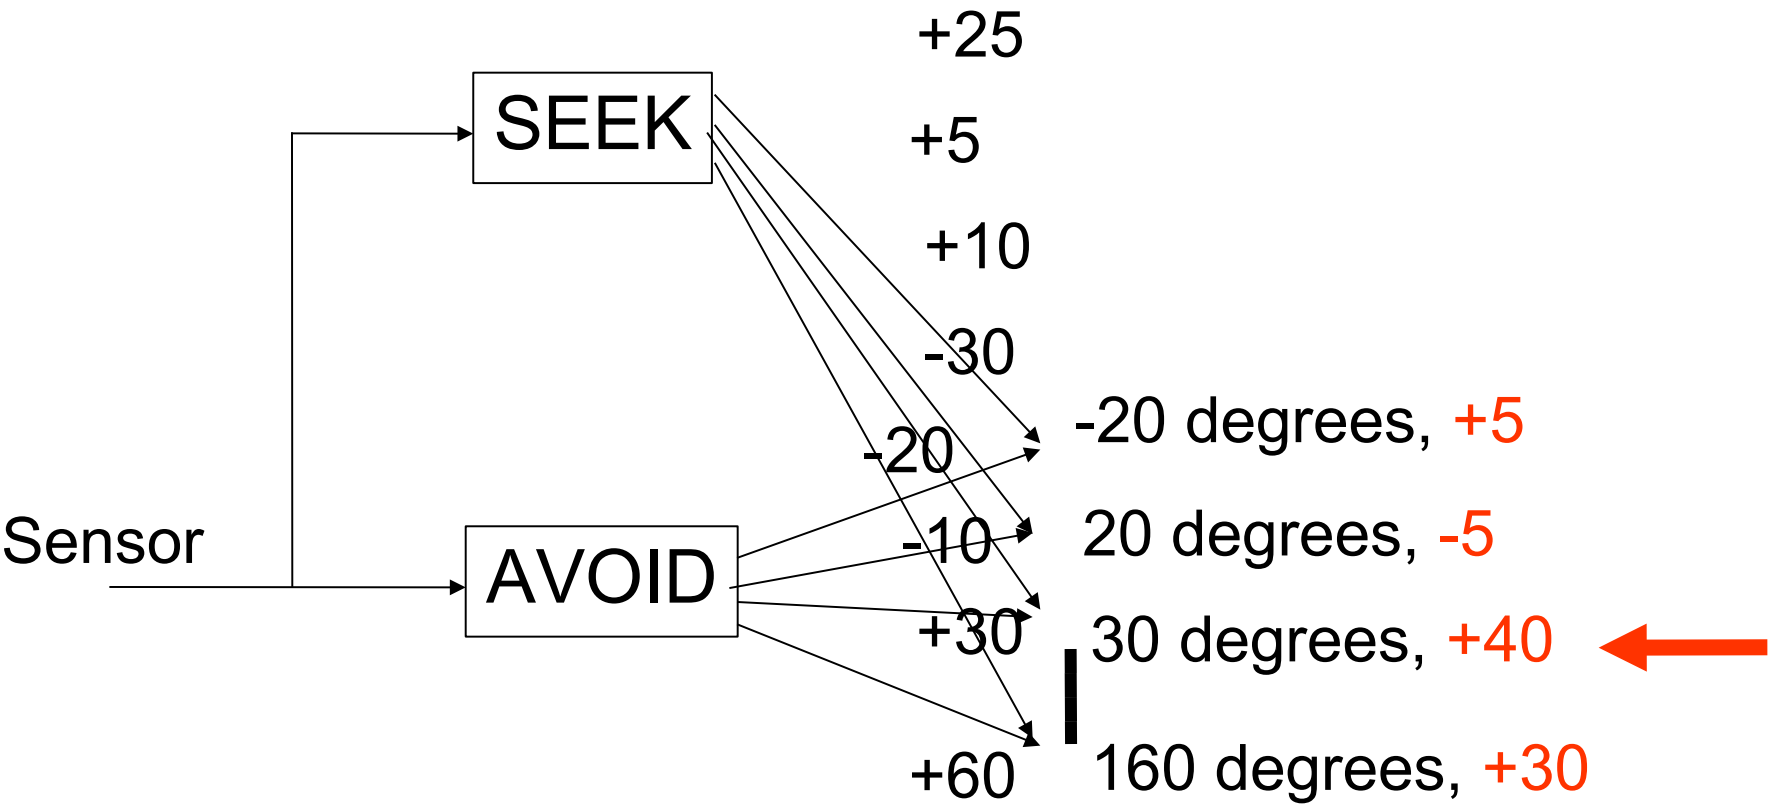 +25
SEEK
+5
+10
-30
-20 degrees, +5
-20
Sensor
-10
20 degrees, -5
AVOID
+30
30 degrees, +40
+60
160 degrees, +30